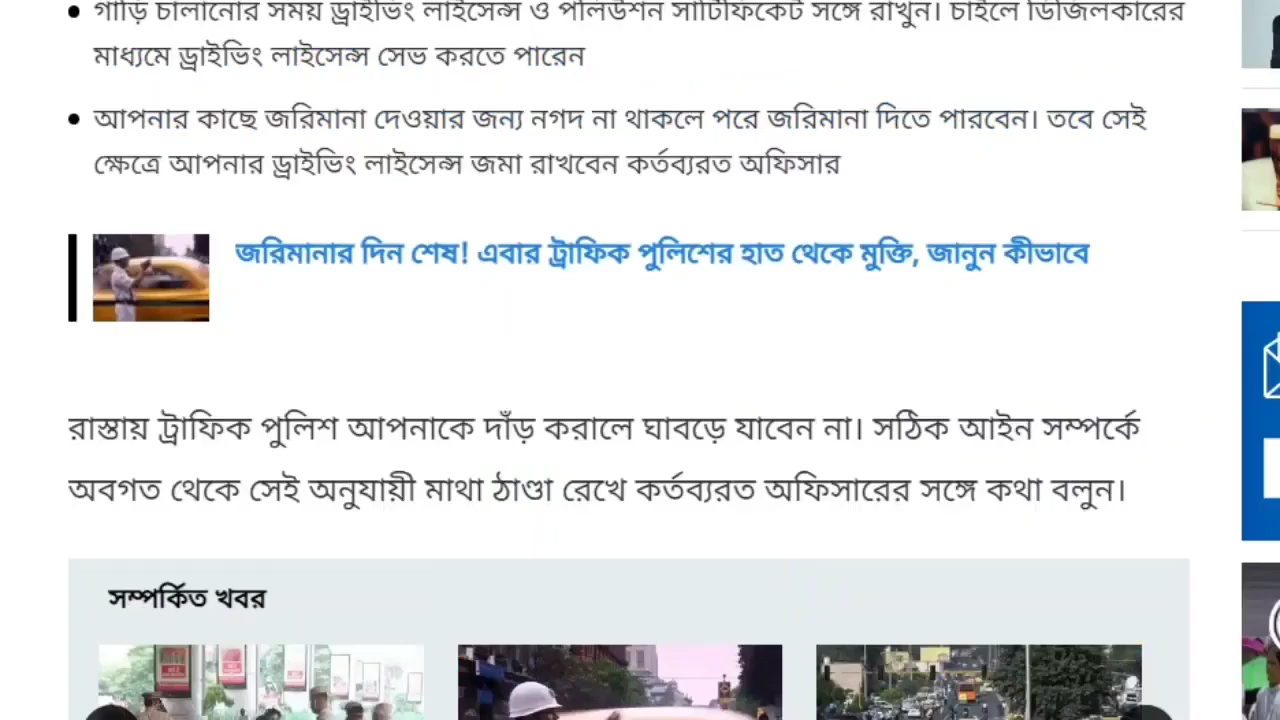 গাড়ি চালানোর সময় ড্রাইভিং লাইসেন্স ও পলিউশন সার্টিফিকেট সঙ্গে রাখুন। চাইলে ডিজিলকারের
মাধ্যমে ড্রাইভিং লাইসেন্স সেভ করতে পারেন
আপনার কাছে জরিমানা দেওয়ার জন্য নগদ না থাকলে পরে জরিমানা দিতে পারবেন। তবে সেই
ক্ষেত্রে আপনার ড্রাইভিং লাইসেন্স জমা রাখবেন কর্তব্যরত অফিসার
জরিমানার দিন শেষ! এবার ট্রাফিক পুলিশের হাত থেকে মুক্তি, জানুন কীভাবে
রাস্তায় ট্রাফিক পুলিশ আপনাকে দাঁড় করালে ঘাবড়ে যাবেন না। সঠিক আইন সম্পর্কে
অবগত থেকে সেই অনুযায়ী মাথা ঠাণ্ডা রেখে কর্তব্যরত অফিসারের সঙ্গে কথা বলুন।
সম্পর্কিত খবর